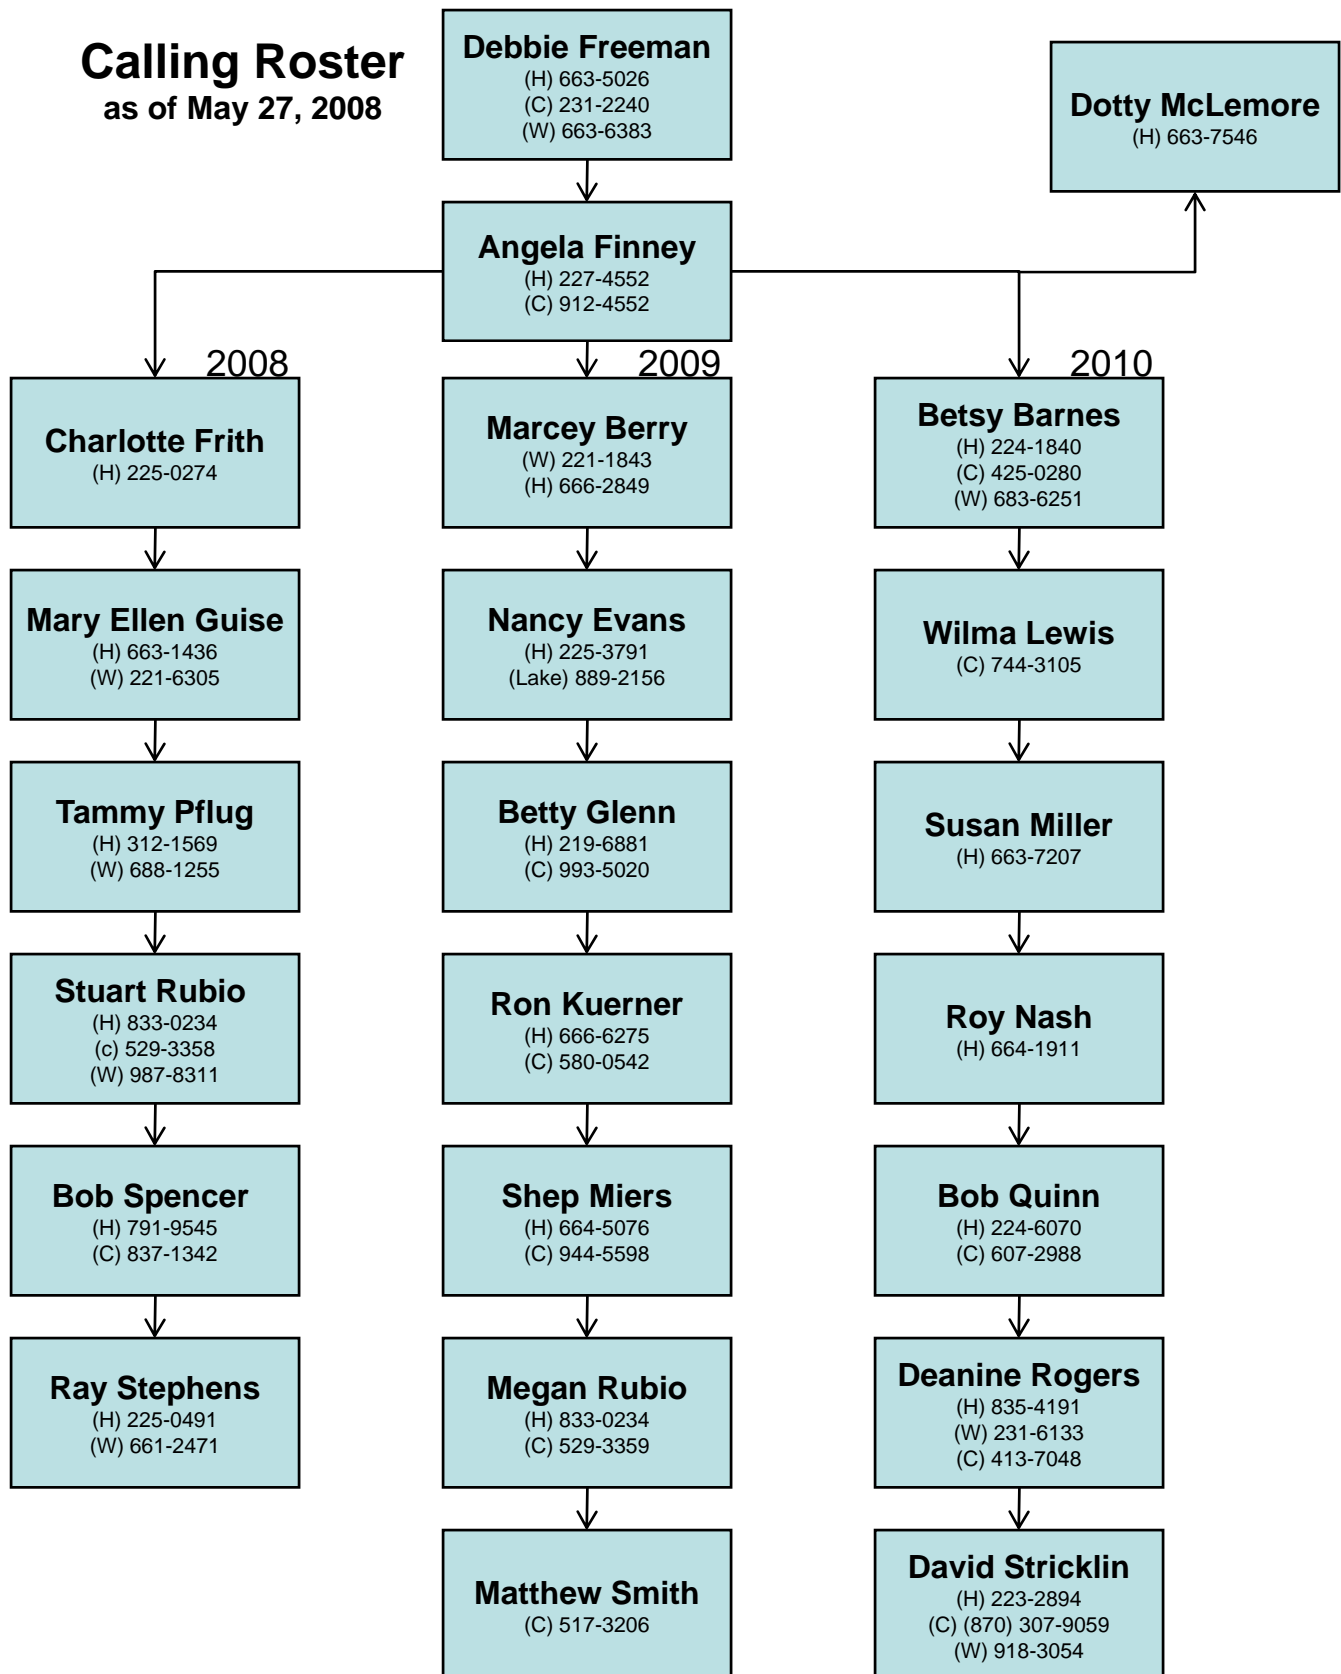 Calling Roster
as of May 27, 2008
Debbie Freeman
(H) 663-5026
(C) 231-2240
(W) 663-6383
Dotty McLemore
(H) 663-7546
Angela Finney
(H) 227-4552
(C) 912-4552
2008
Charlotte Frith
(H) 225-0274
Mary Ellen Guise
(H) 663-1436
(W) 221-6305
Tammy Pflug
(H) 312-1569
(W) 688-1255
Stuart Rubio
(H) 833-0234
(c) 529-3358
(W) 987-8311
Bob Spencer
(H) 791-9545
(C) 837-1342
Ray Stephens
(H) 225-0491
(W) 661-2471
2009
Marcey Berry
(W) 221-1843
(H) 666-2849
Nancy Evans
(H) 225-3791
(Lake) 889-2156
Betty Glenn
(H) 219-6881
(C) 993-5020
Ron Kuerner
(H) 666-6275
(C) 580-0542
Shep Miers
(H) 664-5076
(C) 944-5598
Megan Rubio
(H) 833-0234
(C) 529-3359
Matthew Smith
(C) 517-3206
2010
Betsy Barnes
(H) 224-1840
(C) 425-0280
(W) 683-6251
Wilma Lewis
(C) 744-3105
Susan Miller
(H) 663-7207
Roy Nash
(H) 664-1911
Bob Quinn
(H) 224-6070
(C) 607-2988
Deanine Rogers
(H) 835-4191
(W) 231-6133
(C) 413-7048
David Stricklin
(H) 223-2894
(C) (870) 307-9059
(W) 918-3054